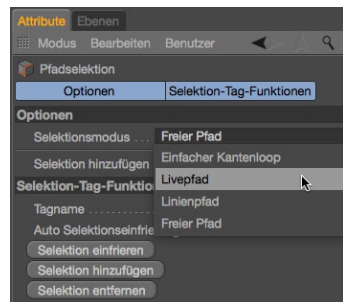 Attribute Ebenen
Modus Bearbeiten Benutzer
Pfadselektion
Optionen Selektion-Tag-Funktionen
Optionen
Selektionsmodus . . . Freier Pfad
Einfacher Kantenloop
Selektion hinzufügen
Livepfad
Selektion-Tag-Funktio
Linienpfad
Tagname . . . . . . . . . .
Freier Pfad
Auto Selektionseinfrie
Selektion einfrieren
Selektion hinzufügen
Selektion entfernen